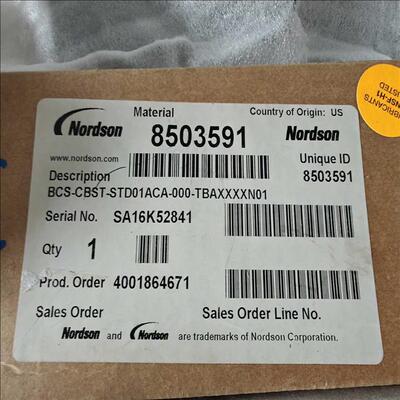 Material
Country of Origin: US
Nordson
8503591
Nordson
www.nordson.com
Unique ID
Description
8503591
BCS-CBST-STD01ACA-000-TBAXXXXN01
Serial No. SA16K52841
Qty 1
Prod. Order 4001864671
Sales Order
Sales Order Line No.
Nordson and Nordson are trademarks of Nordson Corporation.
NSF-H1